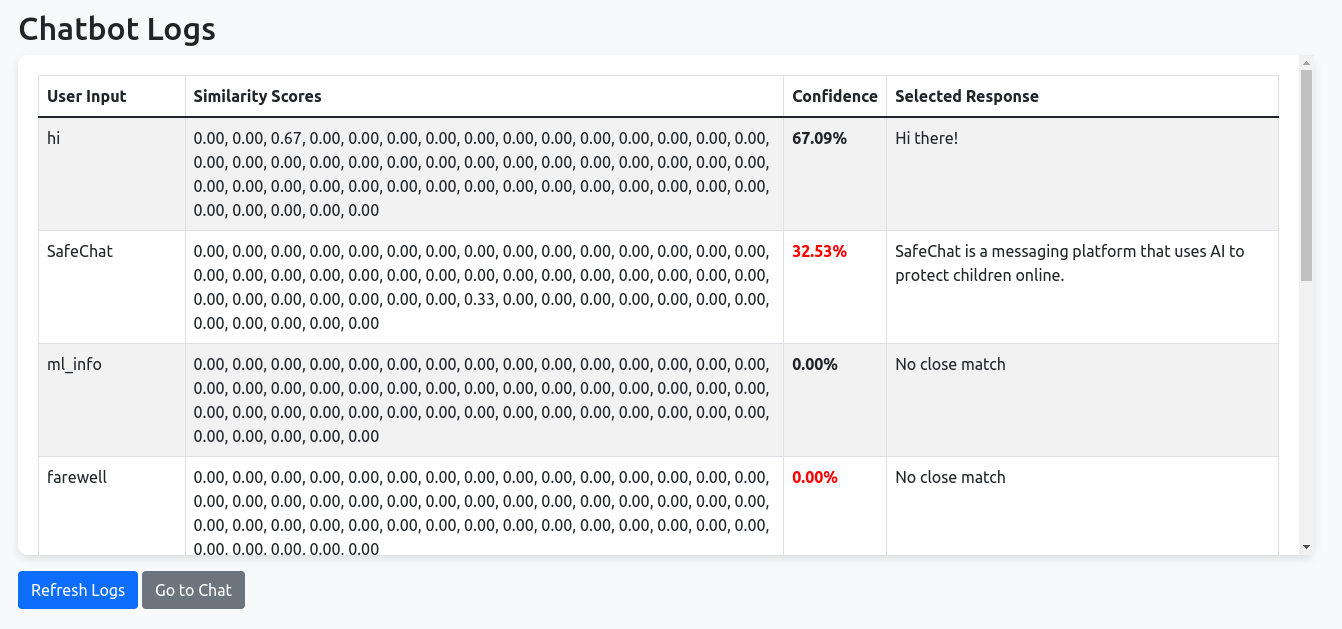 Chatbot Logs
User Input Similarity Scores Confidence Selected Response
hi 0.00, 0.00, 0.67, 0.00, 0.00, 0.00, 0.00, 0.00, 0.00, 0.00, 0.00, 0.00, 0.00, 0.00, 0.00, 67.09% Hi there!
0.00, 0.00, 0.00, 0.00, 0.00, 0.00, 0.00, 0.00, 0.00, 0.00, 0.00, 0.00, 0.00, 0.00, 0.00,
0.00, 0.00, 0.00, 0.00, 0.00, 0.00, 0.00, 0.00, 0.00, 0.00, 0.00, 0.00, 0.00, 0.00, 0.00,
0.00, 0.00, 0.00, 0.00, 0.00
SafeChat 0.00, 0.00, 0.00, 0.00, 0.00, 0.00, 0.00, 0.00, 0.00, 0.00, 0.00, 0.00, 0.00, 0.00, 0.00, 32.53% SafeChat is a messaging platform that uses AI to
0.00, 0.00, 0.00, 0.00, 0.00, 0.00, 0.00, 0.00, 0.00, 0.00, 0.00, 0.00, 0.00, 0.00, 0.00, protect children online.
0.00, 0.00, 0.00, 0.00, 0.00, 0.00, 0.00, 0.33, 0.00, 0.00, 0.00, 0.00, 0.00, 0.00, 0.00,
0.00, 0.00, 0.00, 0.00, 0.00
ml_info 0.00, 0.00, 0.00, 0.00, 0.00, 0.00, 0.00, 0.00, 0.00, 0.00, 0.00, 0.00, 0.00, 0.00, 0.00, 0.00% No close match
0.00, 0.00, 0.00, 0.00, 0.00, 0.00, 0.00, 0.00, 0.00, 0.00, 0.00, 0.00, 0.00, 0.00, 0.00,
0.00, 0.00, 0.00, 0.00, 0.00, 0.00, 0.00, 0.00, 0.00, 0.00, 0.00, 0.00, 0.00, 0.00, 0.00,
0.00, 0.00, 0.00, 0.00, 0.00
farewell 0.00, 0.00, 0.00, 0.00, 0.00, 0.00, 0.00, 0.00, 0.00, 0.00, 0.00, 0.00, 0.00, 0.00, 0.00, 0.00% No close match
0.00, 0.00, 0.00, 0.00, 0.00, 0.00, 0.00, 0.00, 0.00, 0.00, 0.00, 0.00, 0.00, 0.00, 0.00,
0.00, 0.00, 0.00, 0.00, 0.00, 0.00, 0.00, 0.00, 0.00, 0.00, 0.00, 0.00, 0.00, 0.00, 0.00,
0.00, 0.00, 0.00, 0.00, 0.00
Refresh Logs Go to Chat